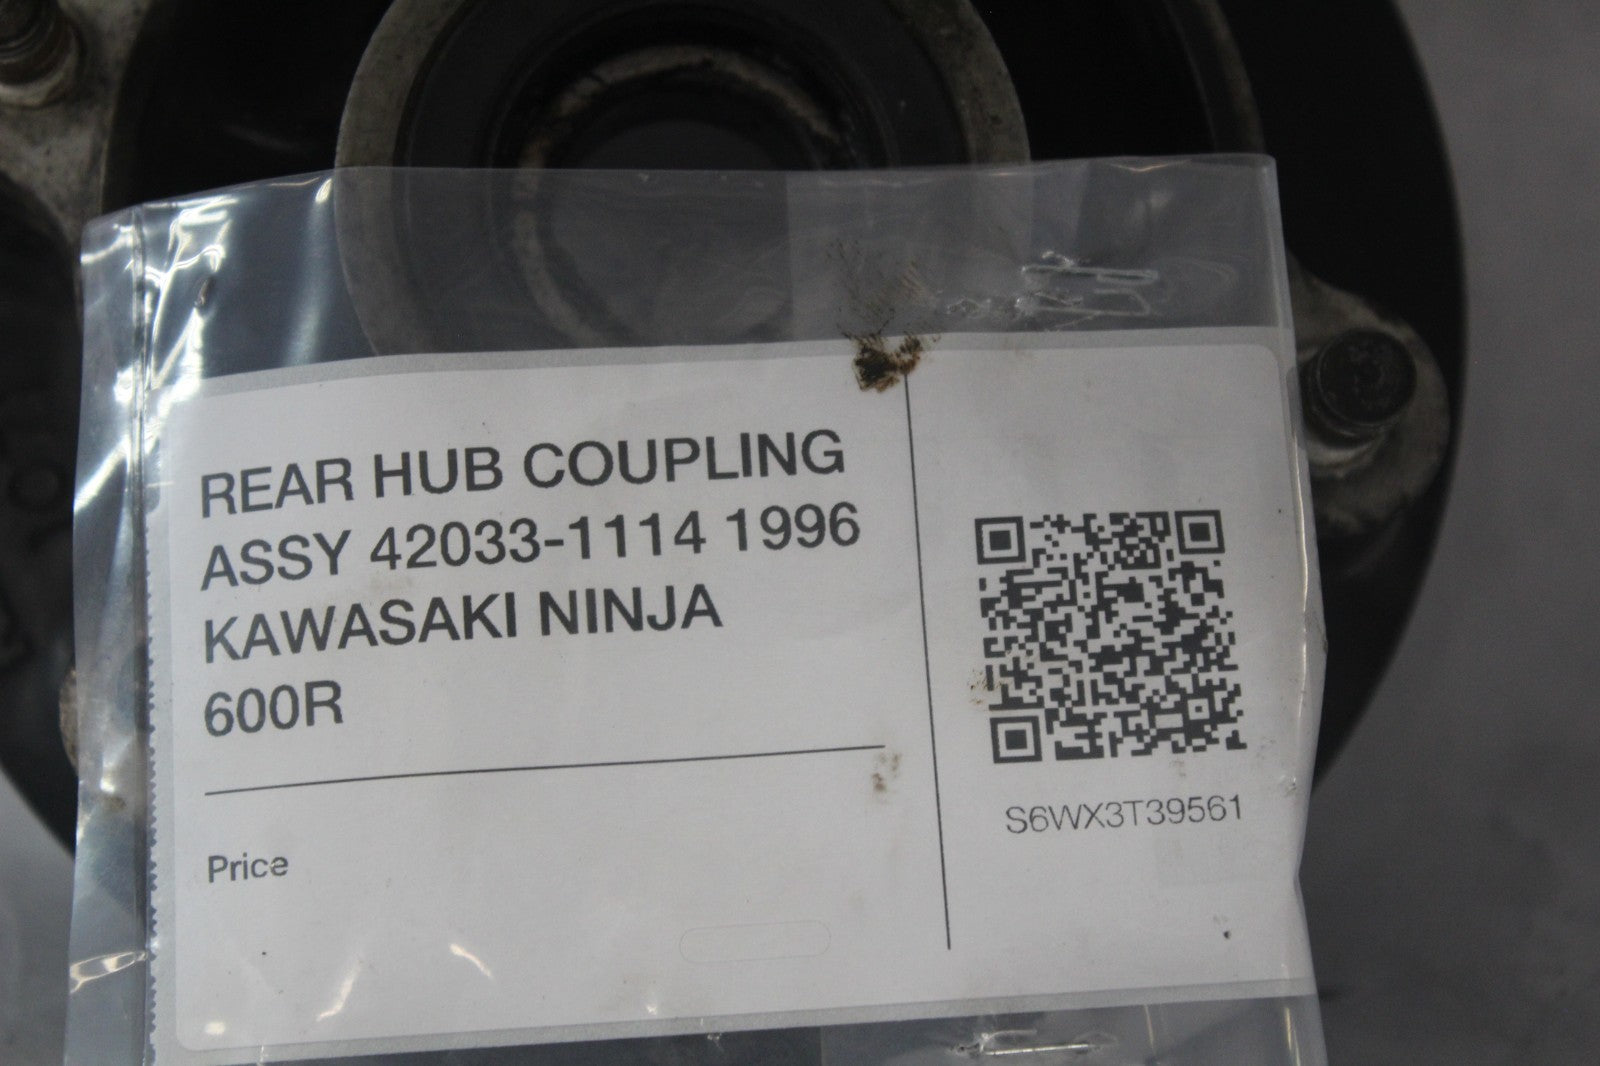 REAR HUB COUPLING
ASSY 42033-1114 1996
KAWASAKI NINJA
600R
Price
S6WX3T39561